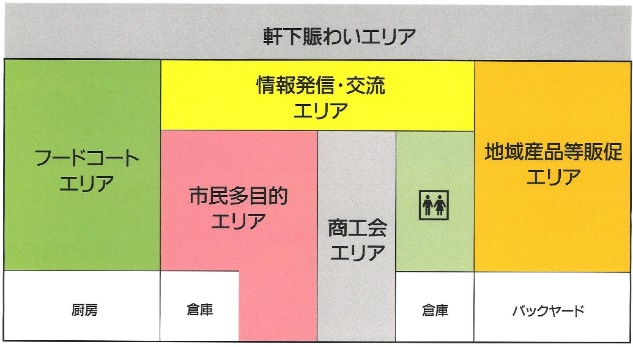 軒下賑わいエリア
情報発信・交流
エリア
フードコート
エリア
市民多目的
エリア
商工会
エリア
地域産品等販促
エリア
厨房
倉庫
倉庫
バックヤード